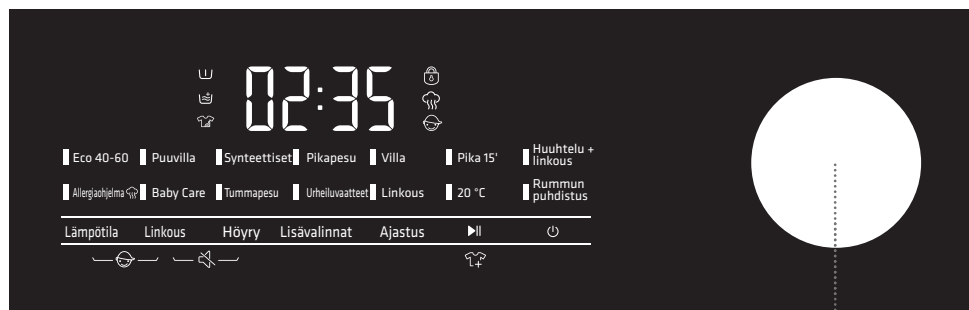 02:35
Eco 40-60 Puuvilla Synteettiset Pikapesu Villa Pika 15' Huuhtelu +
linkous
Allergiaohjelma Baby Care Tummapesu Urheiluvaatteet Linkous 20 °C Rummun
puhdistus
Lämpötila Linkous Höyry Lisävalinnat Ajastus